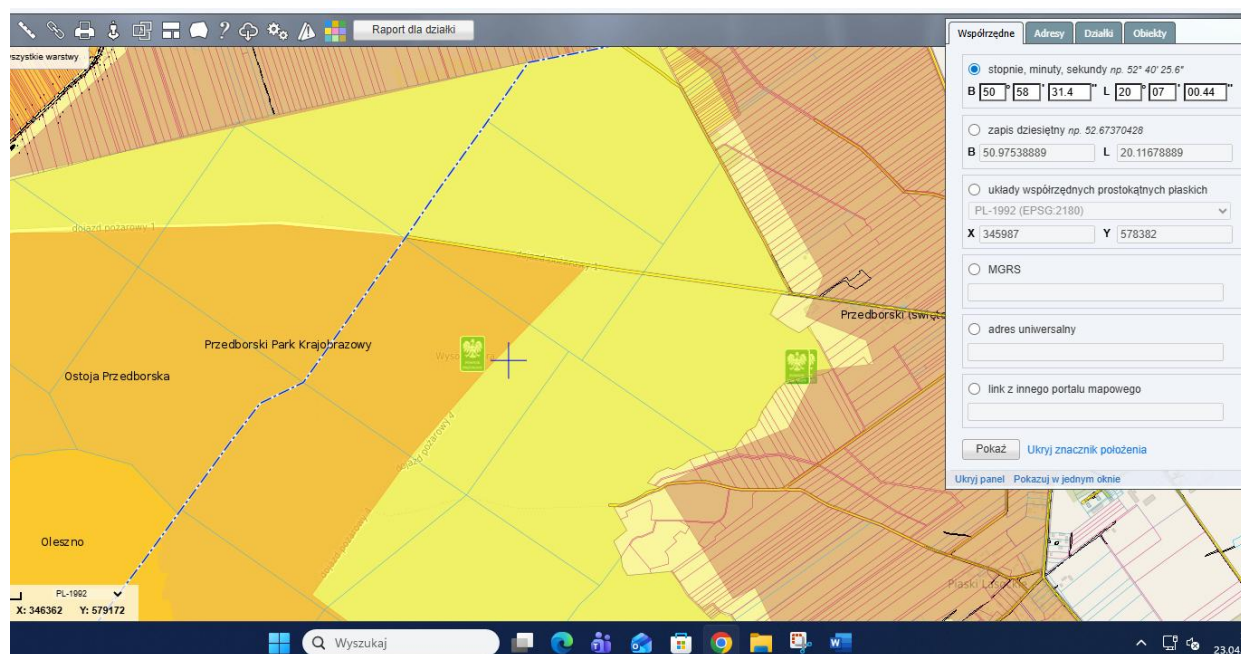 Raport dla działki
szystkie warstwy
dojazd pożarowy 1
Przedborski Park Krajobrazowy
Ostoja Przedborska
Przedborski (święto
dojazd pożarowy 4
Oleszno
PL-1992
X: 346362 Y: 579172
Współrzędne Adresy Działki Obiekty
stopnie, minuty, sekundy np. 52° 40' 25.6"
B 50 ° 58 ' 31.4 " L 20 ° 07 ' 00.44 "
zapis dziesiętny np. 52.67370428
B 50.97538889 L 20.11678889
układy współrzędnych prostokątnych płaskich
PL-1992 (EPSG:2180)
X 345987 Y 578382
MGRS
adres uniwersalny
link z innego portalu mapowego
Pokaż Ukryj znacznik położenia
Ukryj panel Pokazuj w jednym oknie
Wyszukaj
23.04